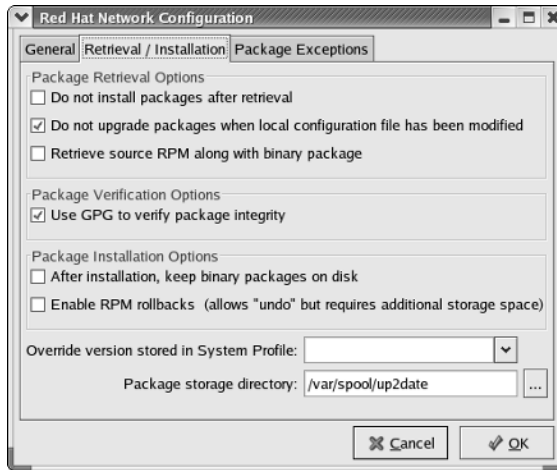 Red Hat Network Configuration
General Retrieval / Installation Package Exceptions
Package Retrieval Options
Do not install packages after retrieval
Do not upgrade packages when local configuration file has been modified
Retrieve source RPM along with binary package
Package Verification Options
Use GPG to verify package integrity
Package Installation Options
After installation, keep binary packages on disk
Enable RPM rollbacks (allows "undo" but requires additional storage space)
Override version stored in System Profile:
Package storage directory: /var/spool/up2date ...
Cancel OK